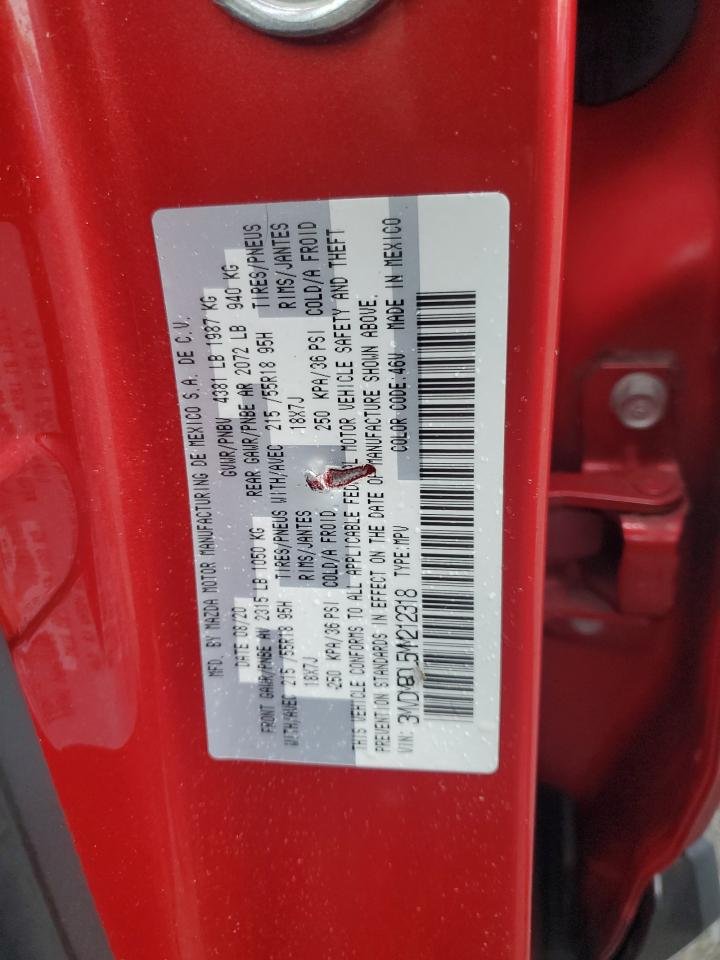 MFD. BY MAZDA MOTOR MANUFACTURING DE MEXICO S.A. DE C.V.
DATE 08/20 GVWR/PNBV 4381 LB 1987 KG
FRONT GAWR/PNBE AV 2315 LB 1050 KG REAR GAWR/PNBE AR 2072 LB 940 KG
WITH/AVEC 215 /55R18 95H TIRES/PNEUS WITH/AVEC 215 /55R18 95H TIRES/PNEUS
18X7J RIMS/JANTES 18X7J RIMS/JANTES
250 KPA/36 PSI COLD/A FROID 250 KPA/36 PSI COLD/A FROID
THIS VEHICLE CONFORMS TO ALL APPLICABLE MOTOR VEHICLE SAFETY AND THEFT
PREVENTION STANDARDS IN EFFECT ON THE DATE OF MANUFACTURE SHOWN ABOVE.
VIN: TYPE:MPV COLOR CODE:46V MADE IN MEXICO